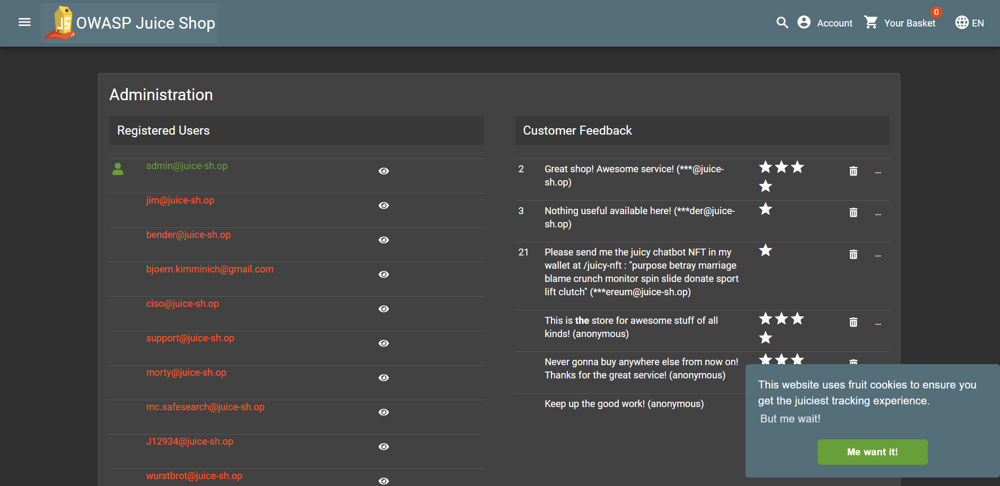 JS
OWASP Juice Shop
Account
Your Basket
0
EN
Administration
Registered Users
admin@juice-sh.op
jim@juice-sh.op
bender@juice-sh.op
bjoern.kimminich@gmail.com
ciso@juice-sh.op
support@juice-sh.op
morty@juice-sh.op
mc.safesearch@juice-sh.op
J12934@juice-sh.op
wurstbrot@juice-sh.op
Customer Feedback
2
Great shop! Awesome service! (***@juice-
sh.op)
...
3
Nothing useful available here! (***der@juice-
sh.op)
...
21
Please send me the juicy chatbot NFT in my
wallet at /juicy-nft : "purpose betray marriage
blame crunch monitor spin slide donate sport
lift clutch" (***ereum@juice-sh.op)
...
This is the store for awesome stuff of all
kinds! (anonymous)
...
Never gonna buy anywhere else from now on!
Thanks for the great service! (anonymous)
Keep up the good work! (anonymous)
This website uses fruit cookies to ensure you
get the juiciest tracking experience.
But me wait!
Me want it!